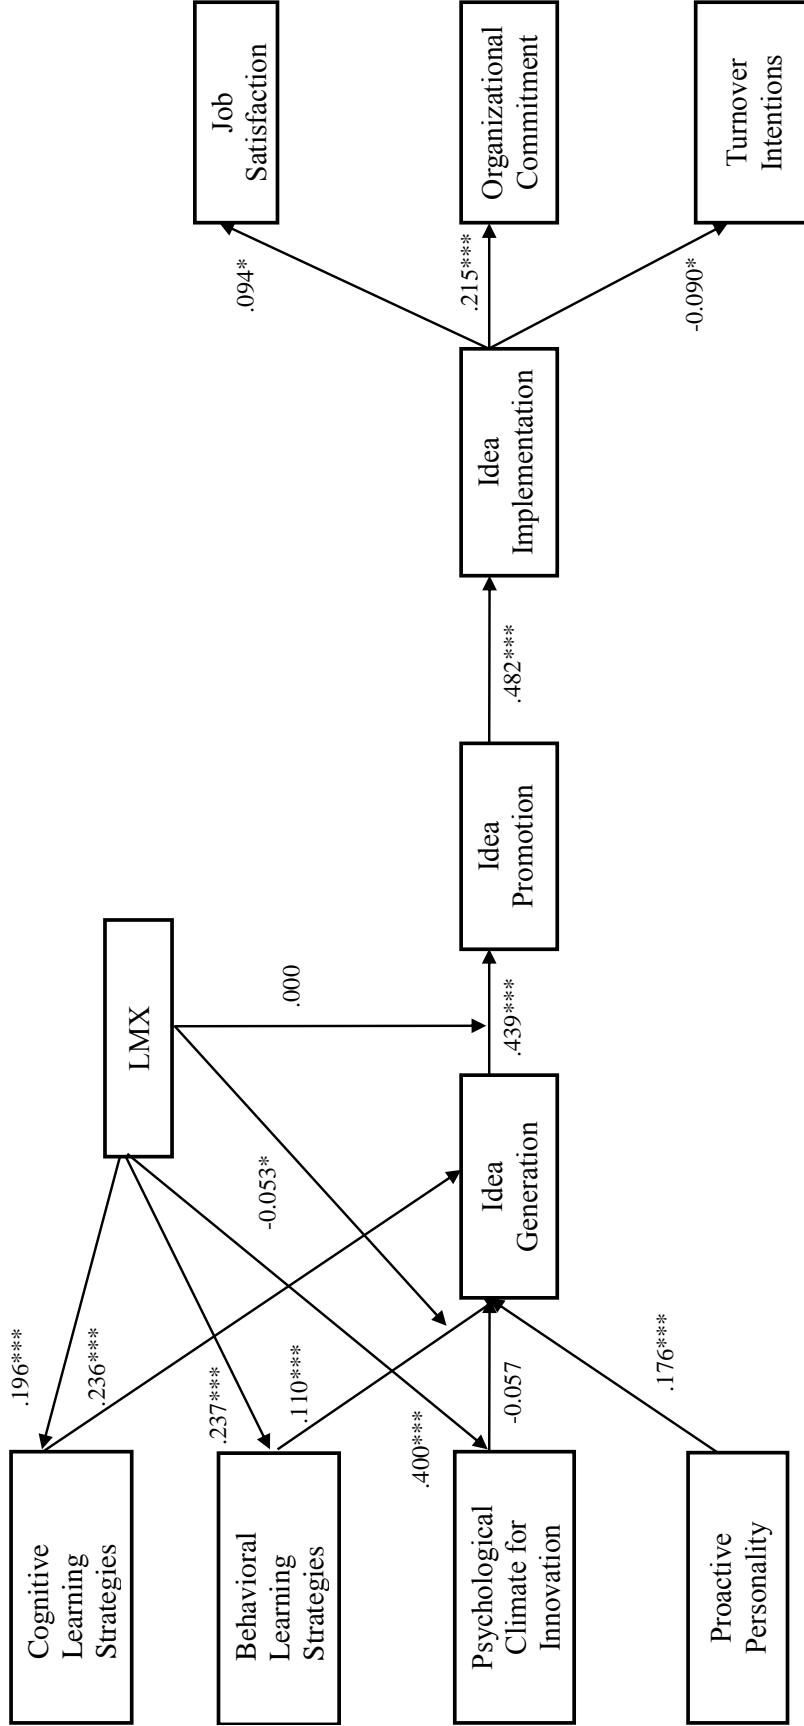 Cognitive
Learning
Strategies
Behavioral
Learning
Strategies
Psychological
Climate for
Innovation
Proactive
Personality
.196***
.236***
.237***
.110***
.400***
-0.057
.176***
LMX
-0.053*
.000
Idea
Generation
.439***
Idea
Promotion
.482***
Idea
Implementation
.094*
.215***
-0.090*
Job
Satisfaction
Organizational
Commitment
Turnover
Intentions